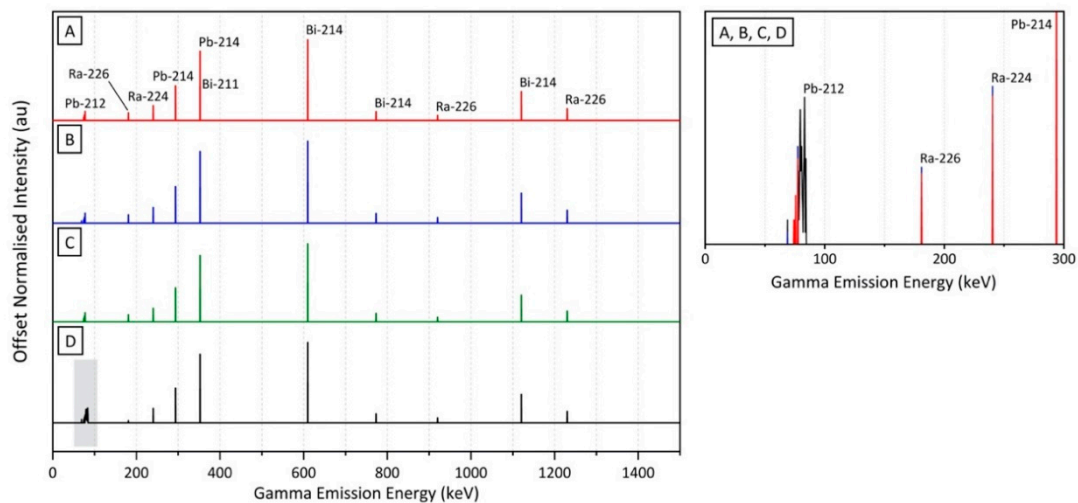 A
Ra-226
Pb-212
Ra-224
Pb-214
Pb-214
Bi-211
Bi-214
Bi-214
Ra-226
Bi-214
Ra-226
B
C
D
0 200 400 600 800 1000 1200 1400
Gamma Emission Energy (keV)
Offset Normalised Intensity (au)
A, B, C, D
Pb-214
Pb-212
Ra-224
Ra-226
0 100 200 300
Gamma Emission Energy (keV)